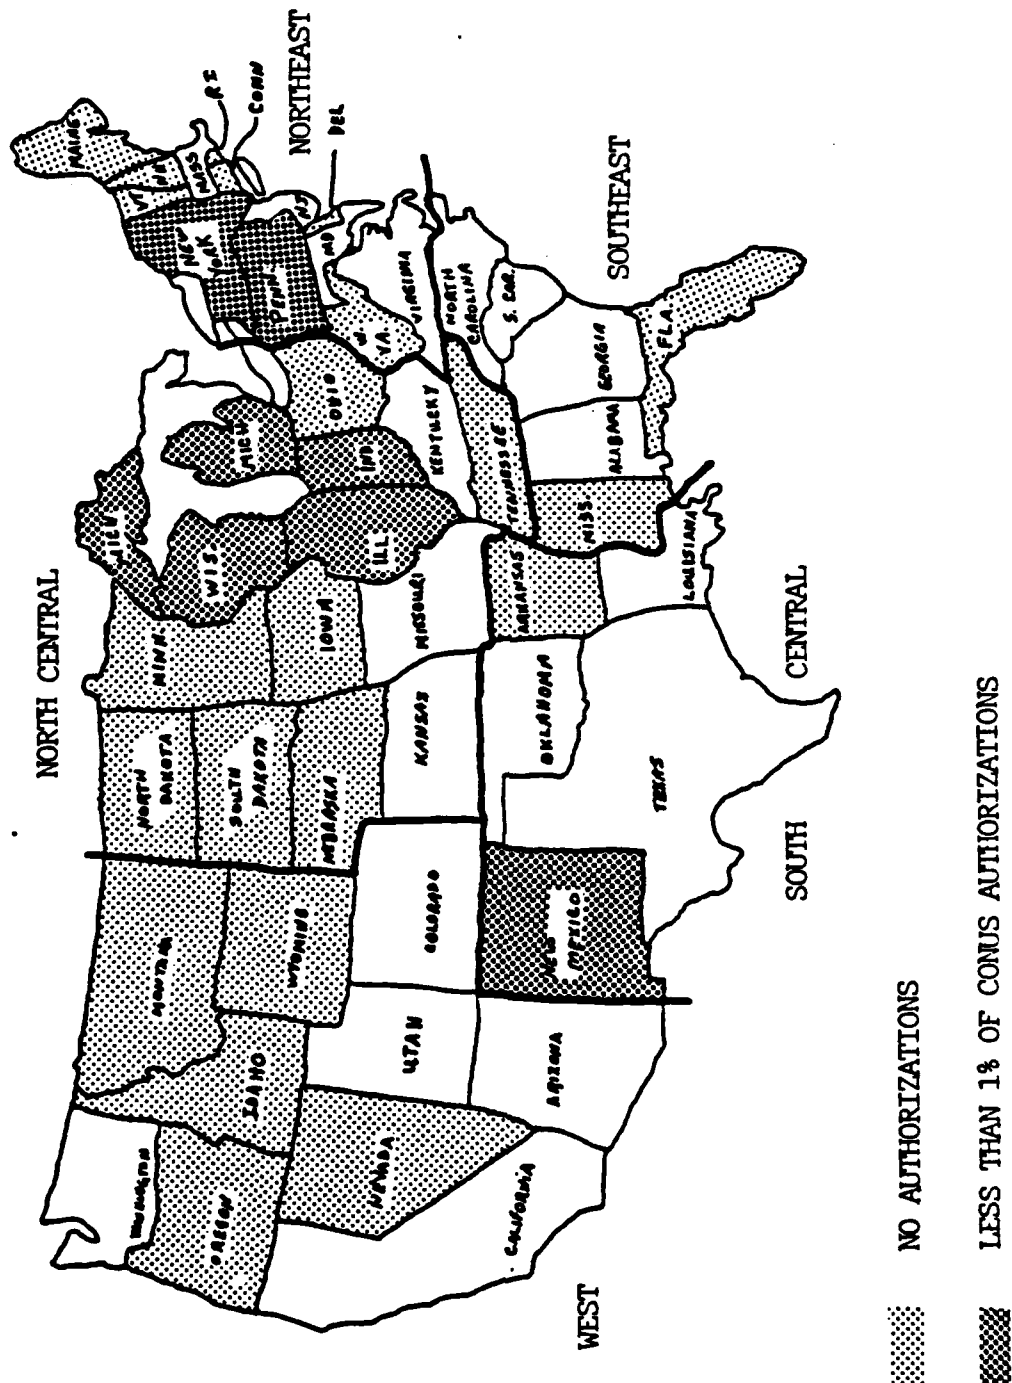 NORTH CENTRAL
NORTHEAST
WEST
SOUTH CENTRAL
SOUTHEAST
WASHINGTON
OREGON
CALIFORNIA
NEVADA
IDAHO
MONTANA
WYOMING
UTAH
ARIZONA
COLORADO
NEW
MEXICO
NORTH
DAKOTA
SOUTH
DAKOTA
NEBRASKA
KANSAS
OKLAHOMA
TEXAS
MINN
IOWA
MISSOURI
ARKANSAS
LOUISIANA
WIS.
MICH.
MICH.
ILL.
IND
OHIO
KENTUCKY
TENNESSEE
MISS
ALABAMA
GEORGIA
FLA.
S. CAR.
NORTH
CAROLINA
VIRGINIA
W.
VA.
MD
DEL
PENN.
NJ
NEW
YORK
CONN
RI
MASS
VT
NH
MAINE
NO AUTHORIZATIONS
LESS THAN 1% OF CONUS AUTHORIZATIONS